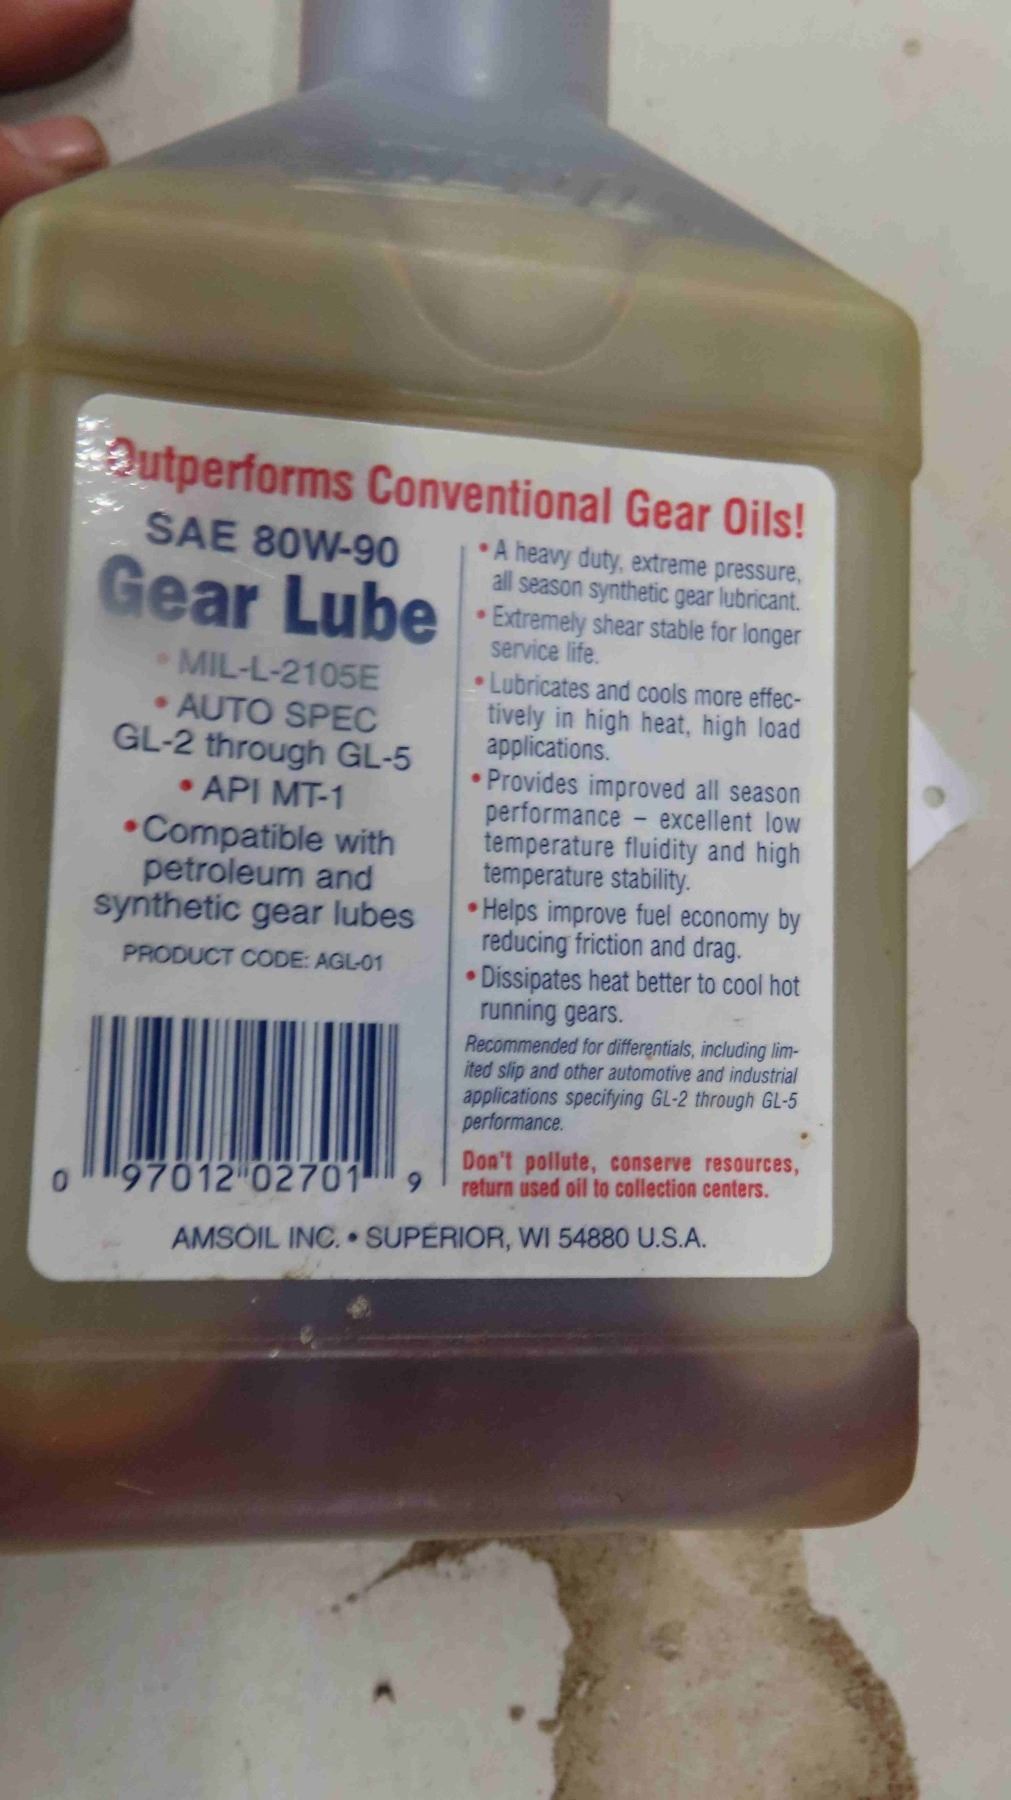 Outperforms Conventional Gear Oils!
SAE 80W-90
Gear Lube
• MIL-L-2105E
• AUTO SPEC
GL-2 through GL-5
• API MT-1
• Compatible with
petroleum and
synthetic gear lubes
PRODUCT CODE: AGL-01
0 97012 02701 9
• A heavy duty, extreme pressure,
all season synthetic gear lubricant.
• Extremely shear stable for longer
service life.
• Lubricates and cools more effec-
tively in high heat, high load
applications.
• Provides improved all season
performance – excellent low
temperature fluidity and high
temperature stability.
• Helps improve fuel economy by
reducing friction and drag.
• Dissipates heat better to cool hot
running gears.
Recommended for differentials, including lim-
ited slip and other automotive and industrial
applications specifying GL-2 through GL-5
performance.
Don't pollute, conserve resources,
return used oil to collection centers.
AMSOIL INC. • SUPERIOR, WI 54880 U.S.A.